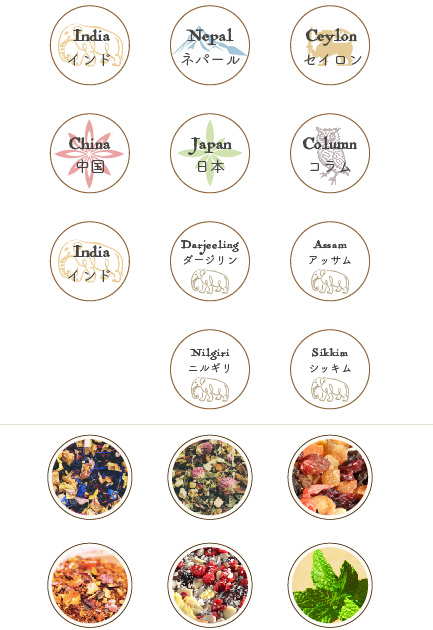 India
インド
Nepal
ネパール
Ceylon
セイロン
China
中国
Japan
日本
Column
コラム
India
インド
Darjeeling
ダージリン
Assam
アッサム
Nilgiri
ニルギリ
Sikkim
シッキム